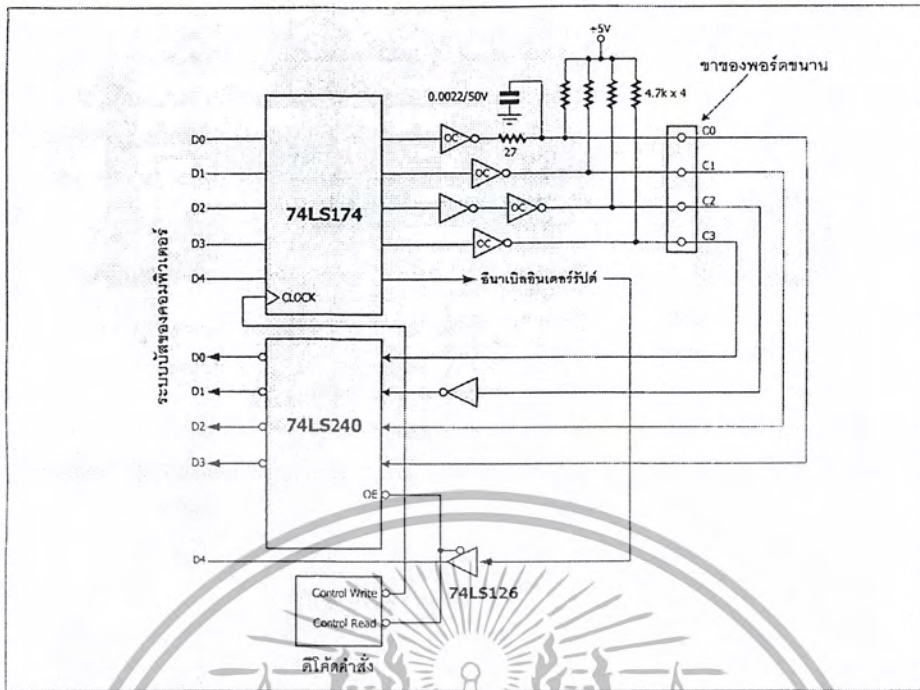 +5V
ขาของพอร์ตขนาน
0.0022/50V
4.7k x 4
D0
OC
27
C0
D1
OC
C1
D2
74LS174
OC
C2
D3
OC
C3
D4
อีนาเบิลอินเตอร์รัปต์
CLOCK
ระบบบัสของคอมพิวเตอร์
D0
D1
74LS240
D2
D3
OE
D4
74LS126
Control Write
Control Read
ดีโค้ดคำสั่ง